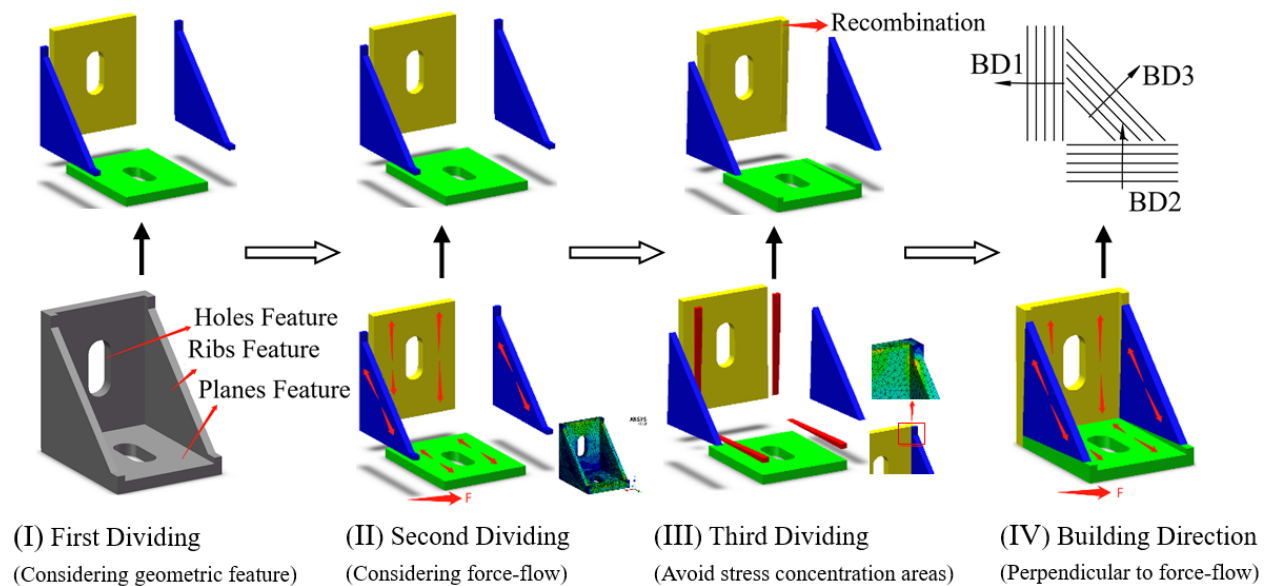 Recombination
BD1
BD3
BD2
Holes Feature
Ribs Feature
Planes Feature
ANSYS
F
F
(I) First Dividing
(Considering geometric feature)
(II) Second Dividing
(Considering force-flow)
(III) Third Dividing
(Avoid stress concentration areas)
(IV) Building Direction
(Perpendicular to force-flow)